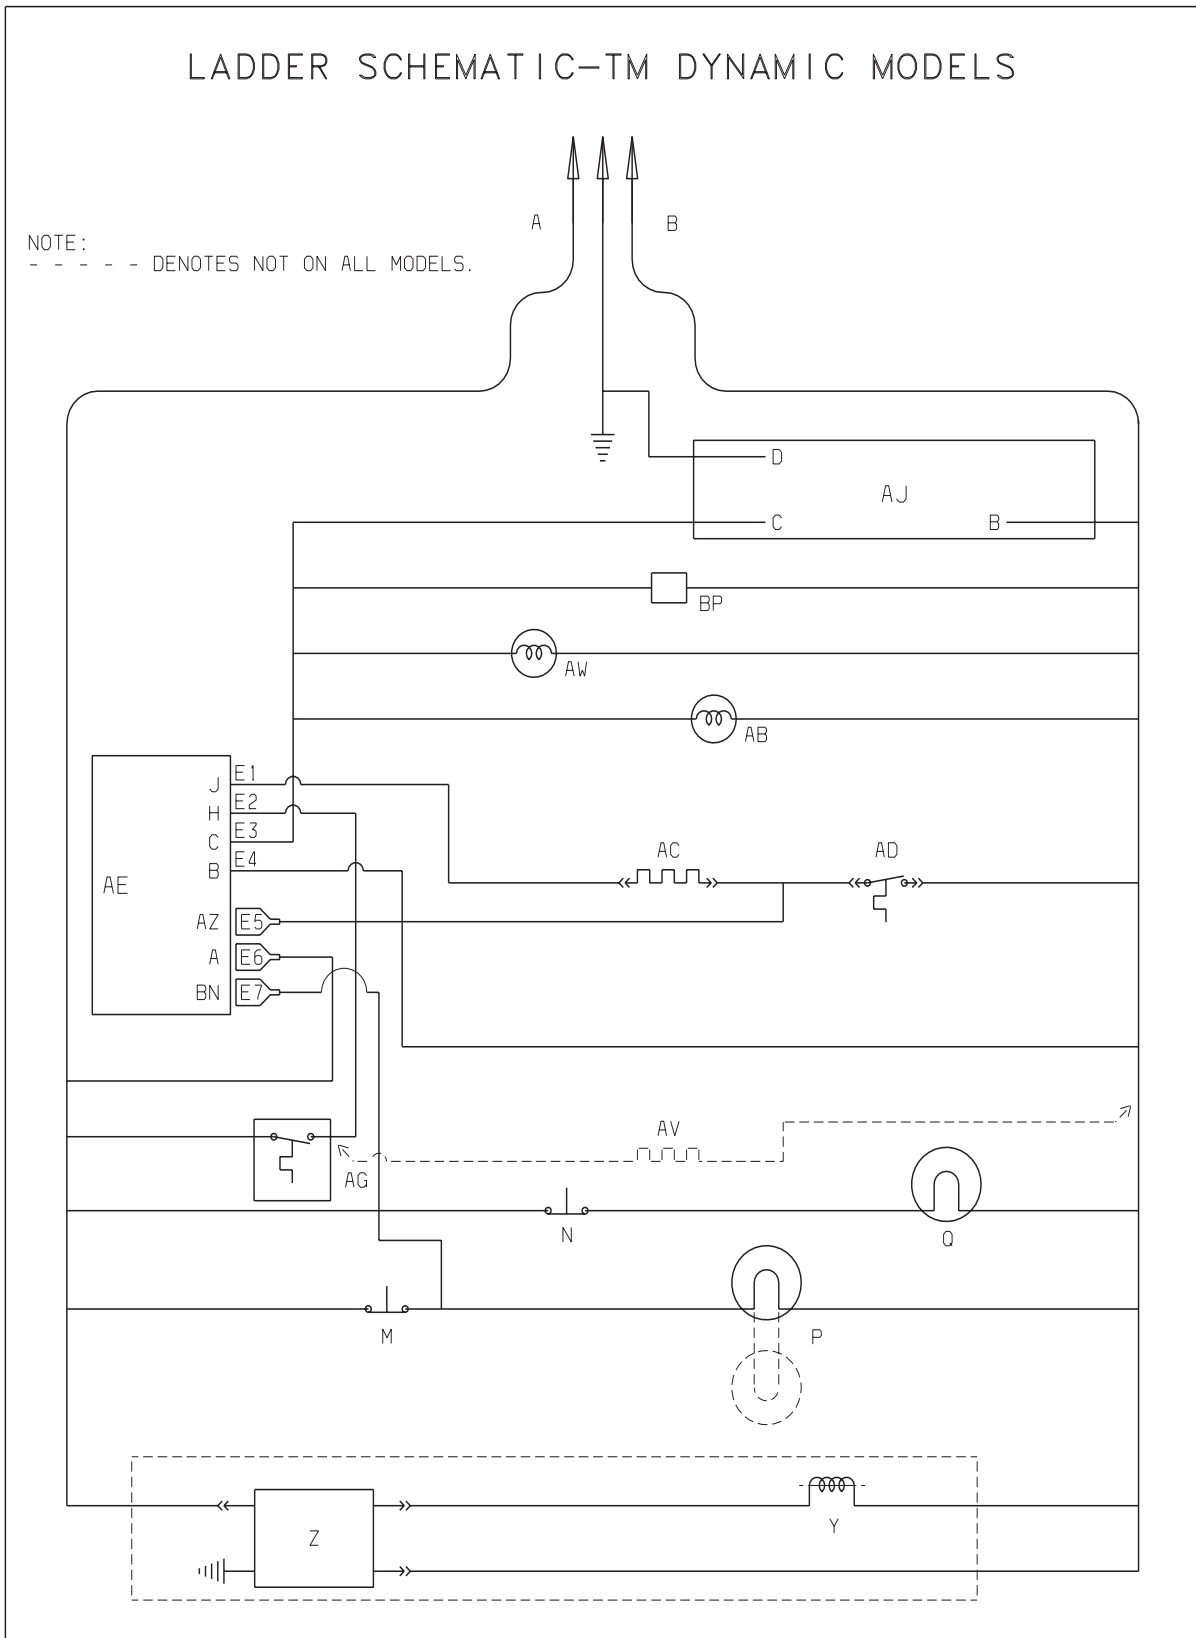 LADDER SCHEMATIC-TM DYNAMIC MODELS
A
B
NOTE:
- - - - - DENOTES NOT ON ALL MODELS.
D
AJ
C
B
BP
AW
AB
J E1
H E2
C E3
B E4
AE
AC
AD
AZ E5
A E6
BN E7
AV
AG
N
Q
M
P
Y
Z